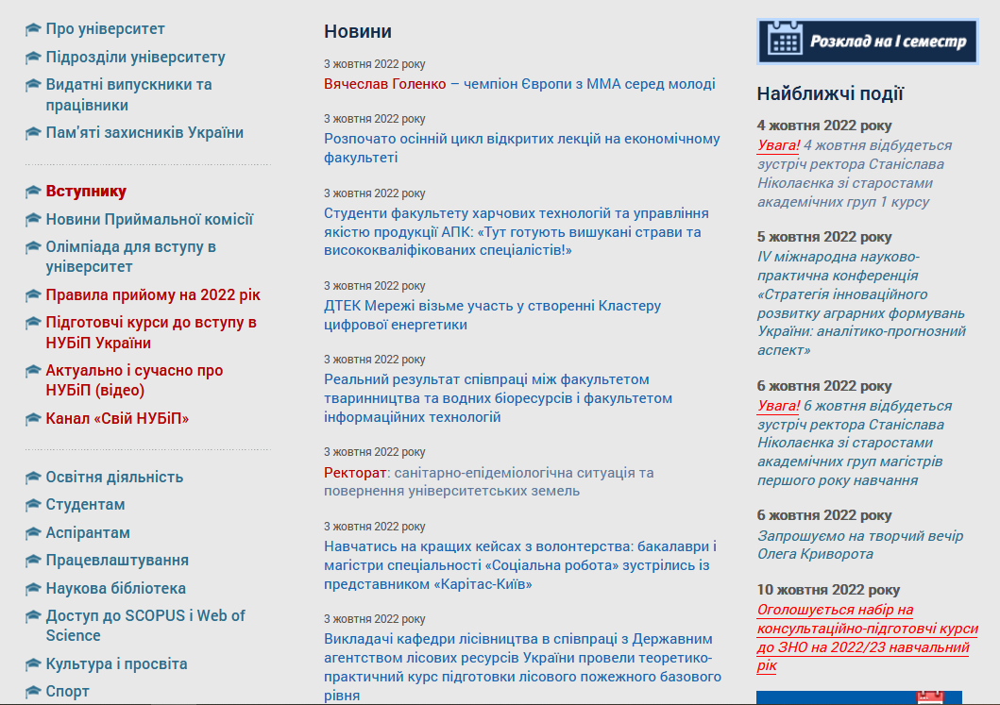 Про університет
Підрозділи університету
Видатні випускники та
працівники
Пам'яті захисників України
Вступнику
Новини Приймальної комісії
Олімпіада для вступу в
університет
Правила прийому на 2022 рік
Підготовчі курси до вступу в
НУБіП України
Актуально і сучасно про
НУБіП (відео)
Канал «Свій НУБіП»
Освітня діяльність
Студентам
Аспірантам
Працевлаштування
Наукова бібліотека
Доступ до SCOPUS і Web of
Science
Культура і просвіта
Спорт
Новини
3 жовтня 2022 року
Вячеслав Голенко – чемпіон Європи з ММА серед молоді
3 жовтня 2022 року
Розпочато осінній цикл відкритих лекцій на економічному
факультеті
3 жовтня 2022 року
Студенти факультету харчових технологій та управління
якістю продукції АПК: «Тут готують вишукані страви та
висококваліфікованих спеціалістів!»
3 жовтня 2022 року
ДТЕК Мережі візьме участь у створенні Кластеру
цифрової енергетики
3 жовтня 2022 року
Реальний результат співпраці між факультетом
тваринництва та водних біоресурсів і факультетом
інформаційних технологій
3 жовтня 2022 року
Ректорат: санітарно-епідеміологічна ситуація та
повернення університетських земель
3 жовтня 2022 року
Навчатись на кращих кейсах з волонтерства: бакалаври і
магістри спеціальності «Соціальна робота» зустрілись із
представником «Карітас-Київ»
3 жовтня 2022 року
Викладачі кафедри лісівництва в співпраці з Державним
агентством лісових ресурсів України провели теоретико-
практичний курс підготовки лісового пожежного базового
рівня
Розклад на І семестр
Найближчі події
4 жовтня 2022 року
Увага! 4 жовтня відбудеться
зустріч ректора Станіслава
Ніколаєнка зі старостами
академічних груп 1 курсу
5 жовтня 2022 року
IV міжнародна науково-
практична конференція
«Стратегія інноваційного
розвитку аграрних формувань
України: аналітико-прогнозний
аспект»
6 жовтня 2022 року
Увага! 6 жовтня відбудеться
зустріч ректора Станіслава
Ніколаєнка зі старостами
академічних груп магістрів
першого року навчання
6 жовтня 2022 року
Запрошуємо на творчий вечір
Олега Криворота
10 жовтня 2022 року
Оголошується набір на
консультаційно-підготовчі курси
до ЗНО на 2022/23 навчальний
рік